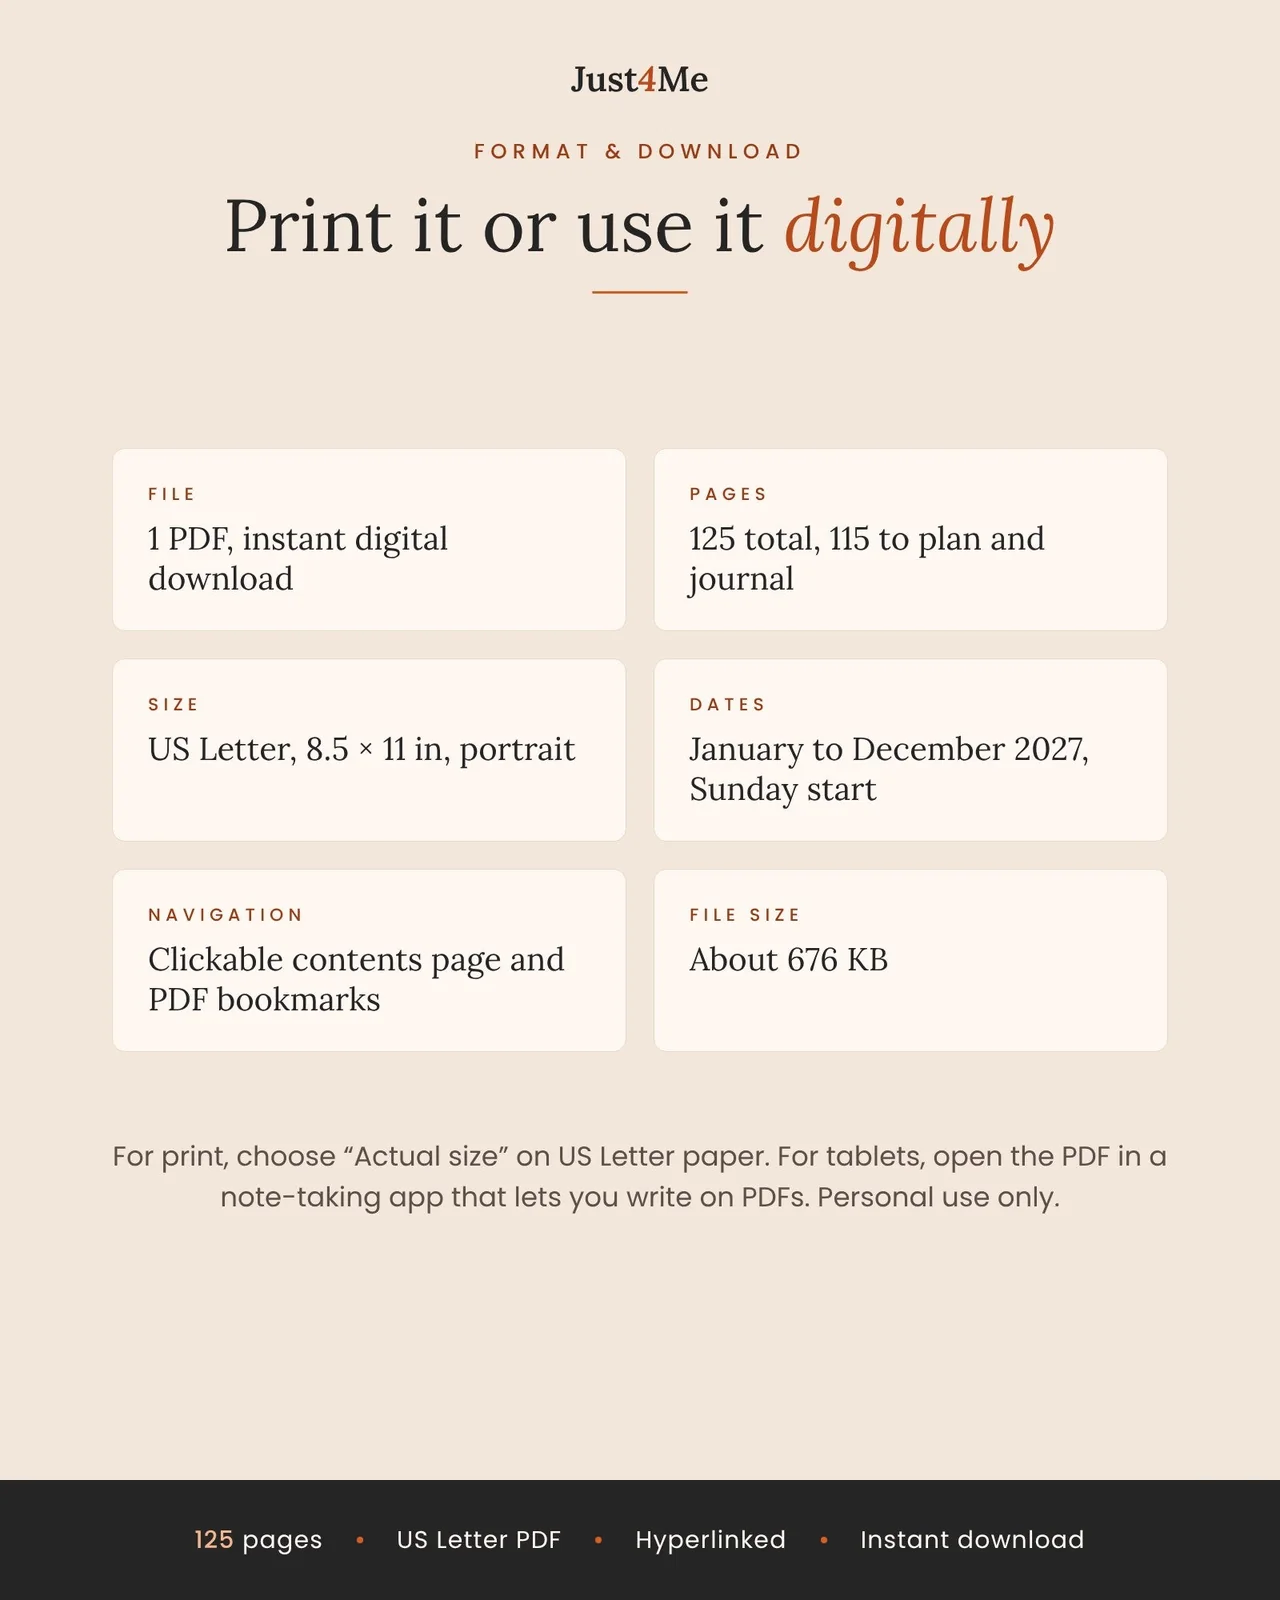 Just4Me
FORMAT & DOWNLOAD
Print it or use it digitally
FILE
1 PDF, instant digital
download
PAGES
125 total, 115 to plan and
journal
SIZE
US Letter, 8.5 × 11 in, portrait
DATES
January to December 2027,
Sunday start
NAVIGATION
Clickable contents page and
PDF bookmarks
FILE SIZE
About 676 KB
For print, choose “Actual size” on US Letter paper. For tablets, open the PDF in a
note-taking app that lets you write on PDFs. Personal use only.
125 pages • US Letter PDF • Hyperlinked • Instant download